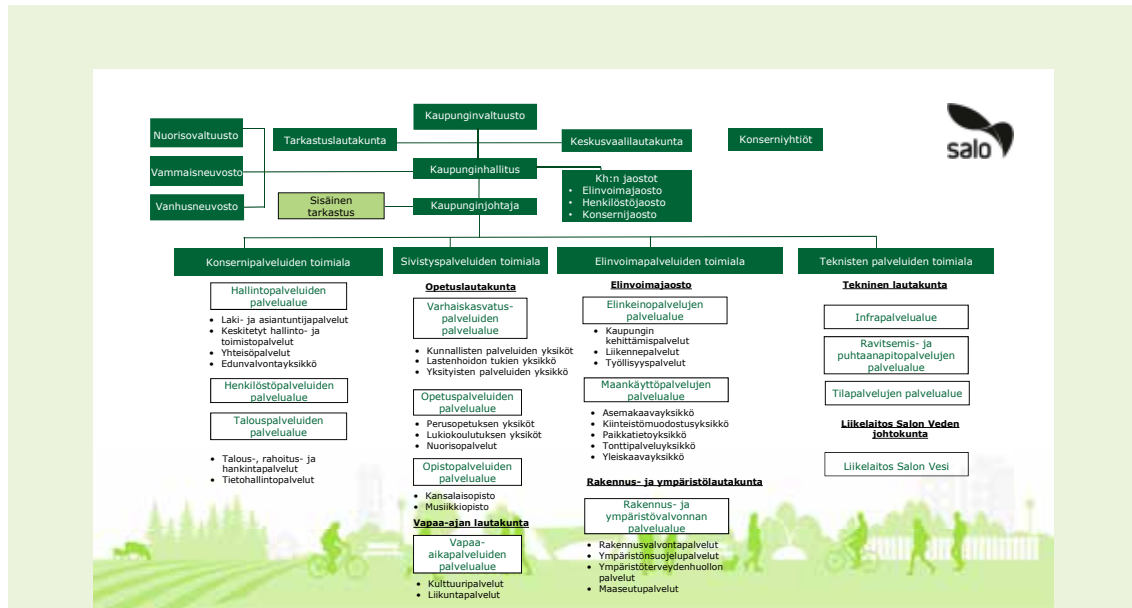 Kaupunginvaltuusto
Nuorisovaltuusto
Tarkastuslautakunta
Keskusvaalilautakunta
Konserniyhtiöt
salo
Vammaisneuvosto
Kaupunginhallitus
Kh:n jaostot
• Elinvoimajaosto
• Henkilöstöjaosto
• Konsernijaosto
Vanhusneuvosto
Sisäinen
tarkastus
Kaupunginjohtaja
Konsernipalveluiden toimiala
Hallintopalveluiden
palvelualue
• Laki- ja asiantuntijapalvelut
• Keskitetyt hallinto- ja
toimistopalvelut
• Yhteisöpalvelut
• Edunvalvontayksikkö
Henkilöstöpalveluiden
palvelualue
Talouspalveluiden
palvelualue
• Talous-, rahoitus- ja
hankintapalvelut
• Tietohallintopalvelut
Sivistyspalveluiden toimiala
Opetuslautakunta
Varhaiskasvatus-
palveluiden
palvelualue
• Kunnallisten palveluiden yksiköt
• Lastenhoidon tukien yksikkö
• Yksityisten palveluiden yksikkö
Opetuspalveluiden
palvelualue
• Perusopetuksen yksiköt
• Lukiokoulutuksen yksiköt
• Nuorisopalvelut
Opistopalveluiden
palvelualue
• Kansalaisopisto
• Musiikkiopisto
Vapaa-ajan lautakunta
Vapaa-
aikapalveluiden
palvelualue
• Kulttuuripalvelut
• Liikuntapalvelut
Elinvoimapalveluiden toimiala
Elinvoimajaosto
Elinkeinopalvelujen
palvelualue
• Kaupungin
kehittämispalvelut
• Liikennepalvelut
• Työllisyyspalvelut
Maankäyttöpalvelujen
palvelualue
• Asemakaavayksikkö
• Kiinteistömuodostusyksikkö
• Paikkatietoyksikkö
• Tonttipalveluyksikkö
• Yleiskaavayksikkö
Rakennus- ja ympäristölautakunta
Rakennus- ja
ympäristövalvonnan
palvelualue
• Rakennusvalvontapalvelut
• Ympäristönsuojelupalvelut
• Ympäristöterveydenhuollon
palvelut
• Maaseutupalvelut
Teknisten palveluiden toimiala
Tekninen lautakunta
Infrapalvelualue
Ravitsemis- ja
puhtaanapitopalvelujen
palvelualue
Tilapalvelujen palvelualue
Liikelaitos Salon Veden
johtokunta
Liikelaitos Salon Vesi